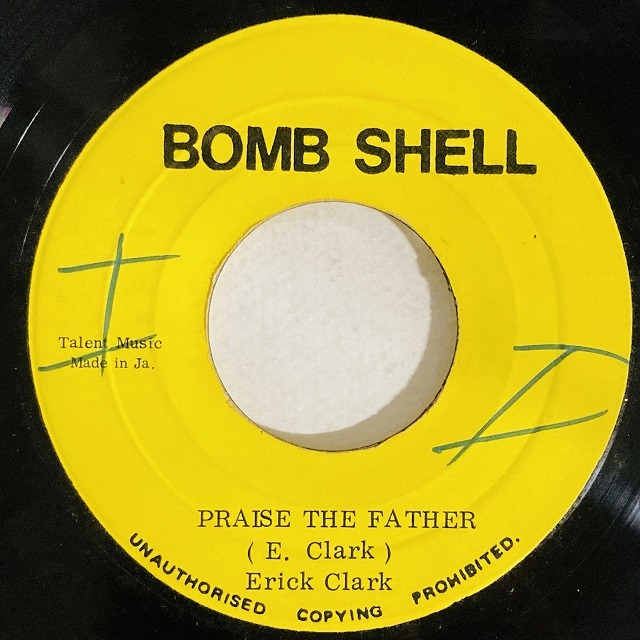 BOMB SHELL
Talent Music
Made in Ja.
PRAISE THE FATHER
( E. Clark )
Erick Clark
UNAUTHORISED COPYING PROHIBITED.